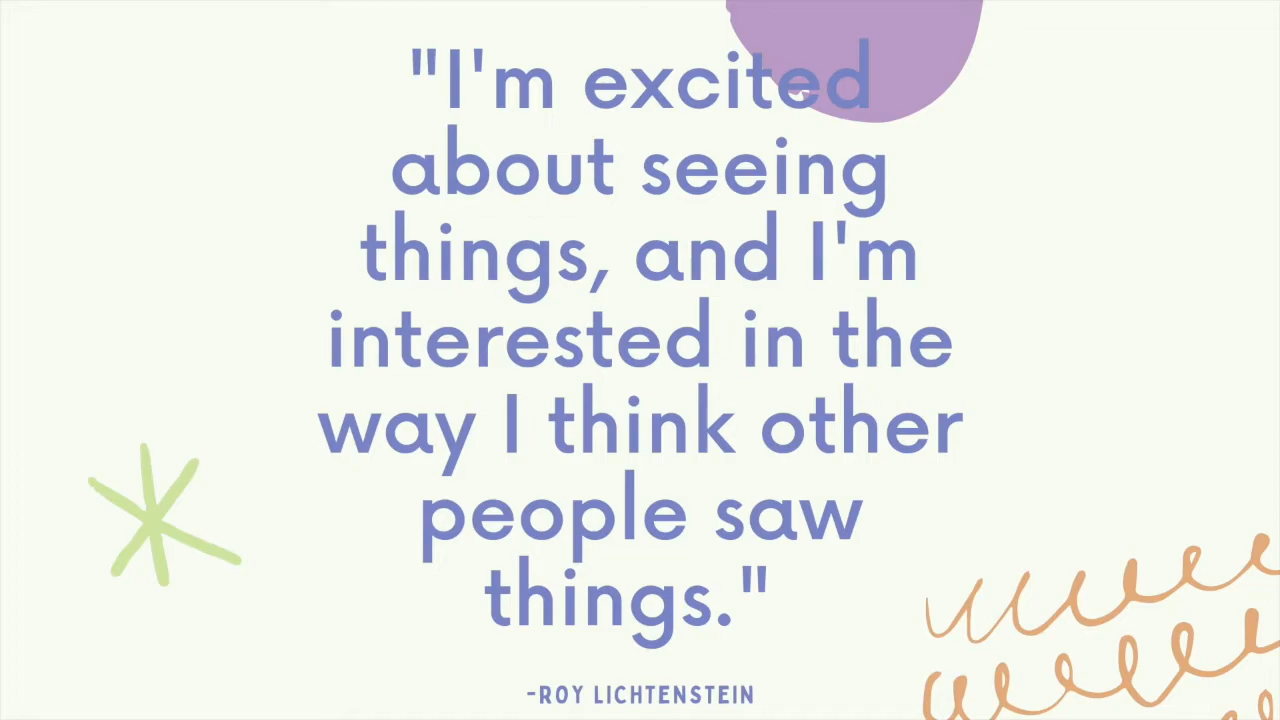 "I'm excited
about seeing
things, and I'm
interested in the
way I think other
people saw
things."
-ROY LICHTENSTEIN